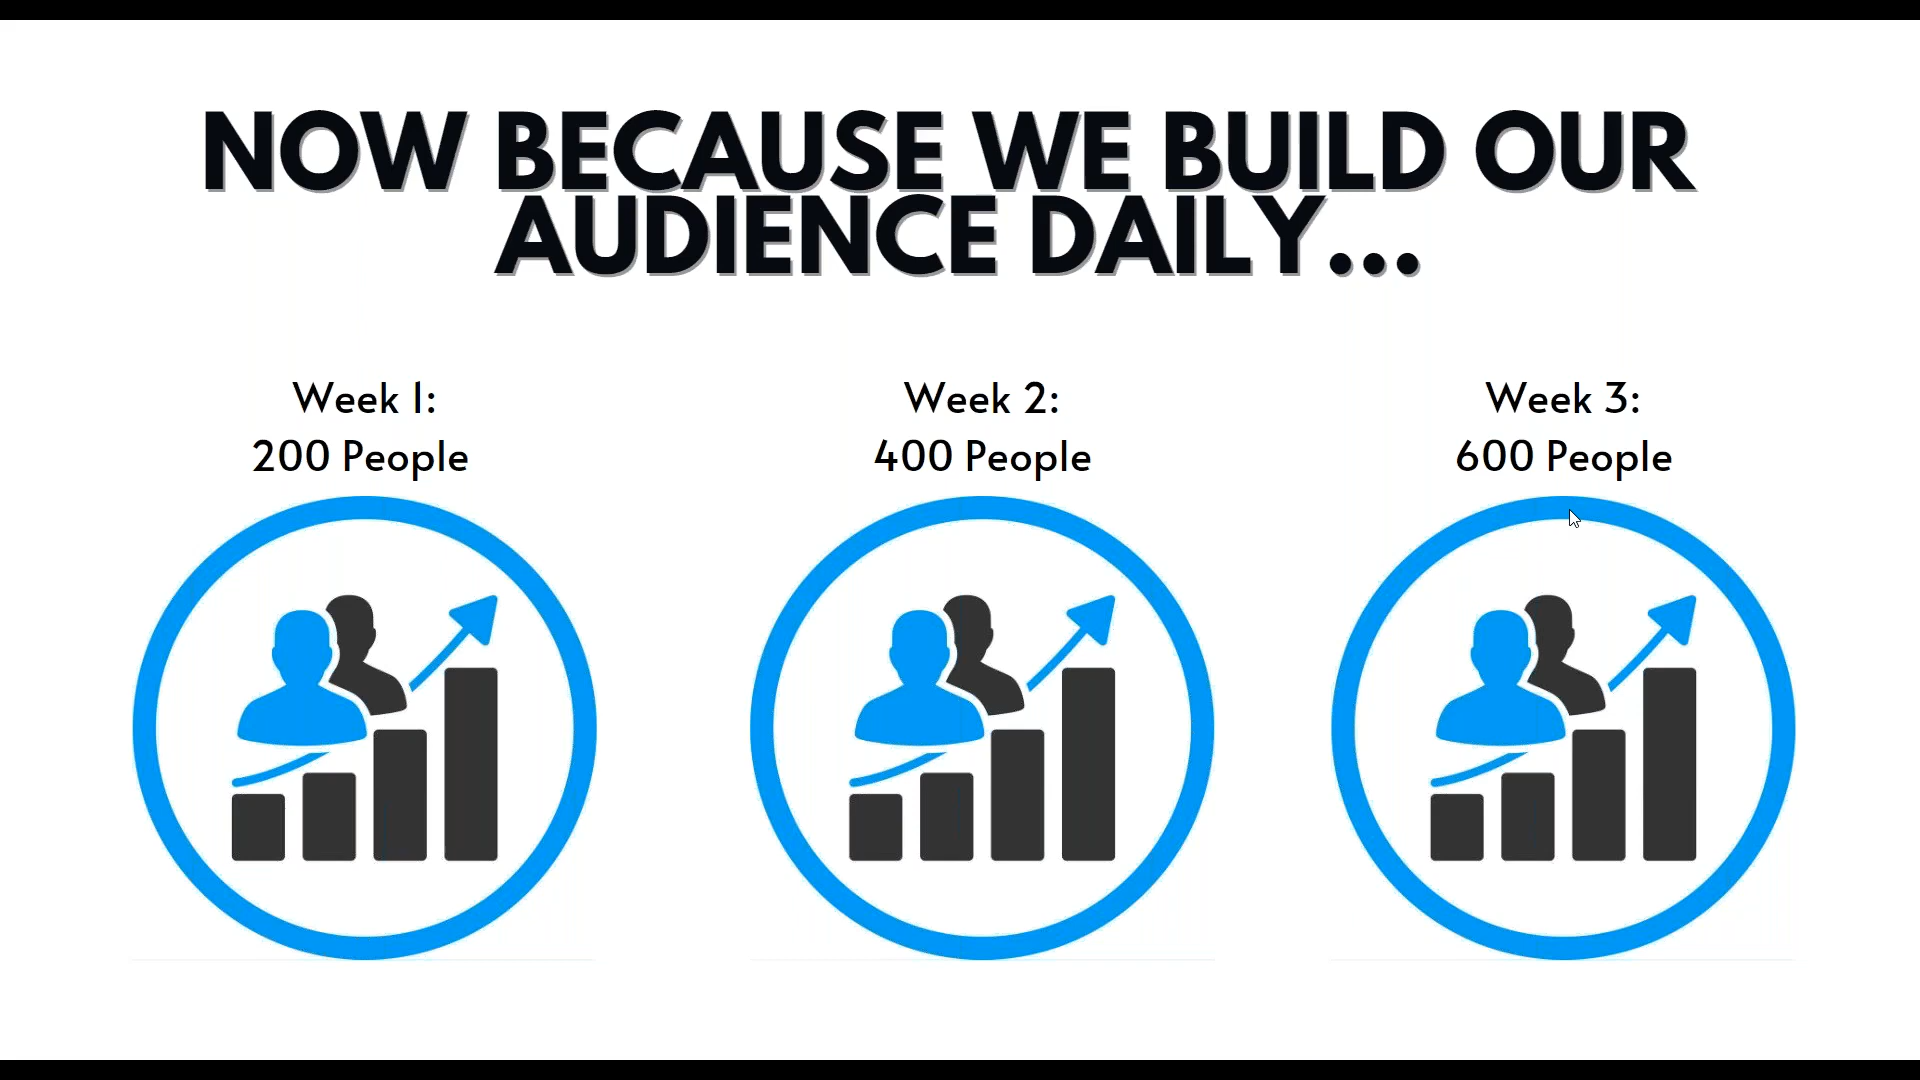 NOW BECAUSE WE BUILD OUR
AUDIENCE DAILY...
Week 1:
200 People
Week 2:
400 People
Week 3:
600 People